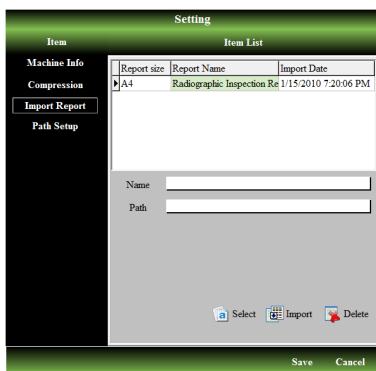 Setting
Item
Item List
Machine Info
Compression
Import Report
Path Setup
Report size Report Name Import Date
A4 Radiographic Inspection Re 1/15/2010 7:20:06 PM
Name
Path
a Select Import Delete
Save Cancel